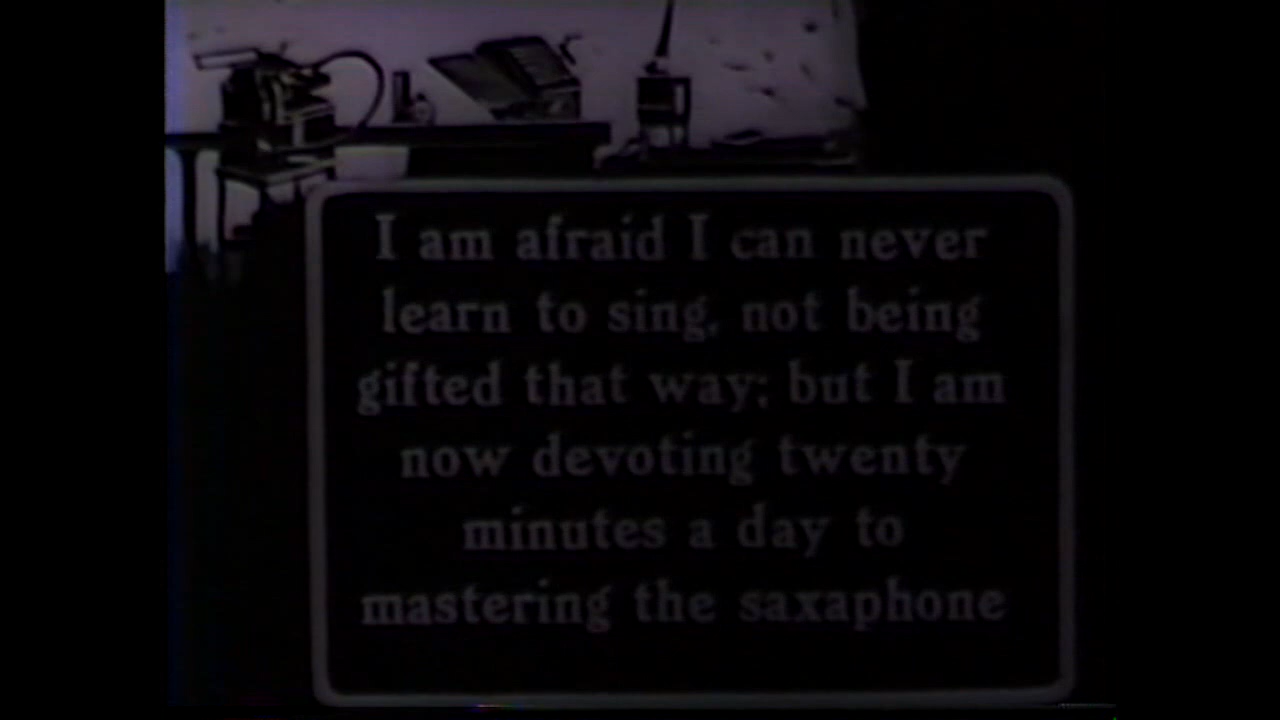 I am afraid I can never
learn to sing, not being
gifted that way; but I am
now devoting twenty
minutes a day to
mastering the saxaphone